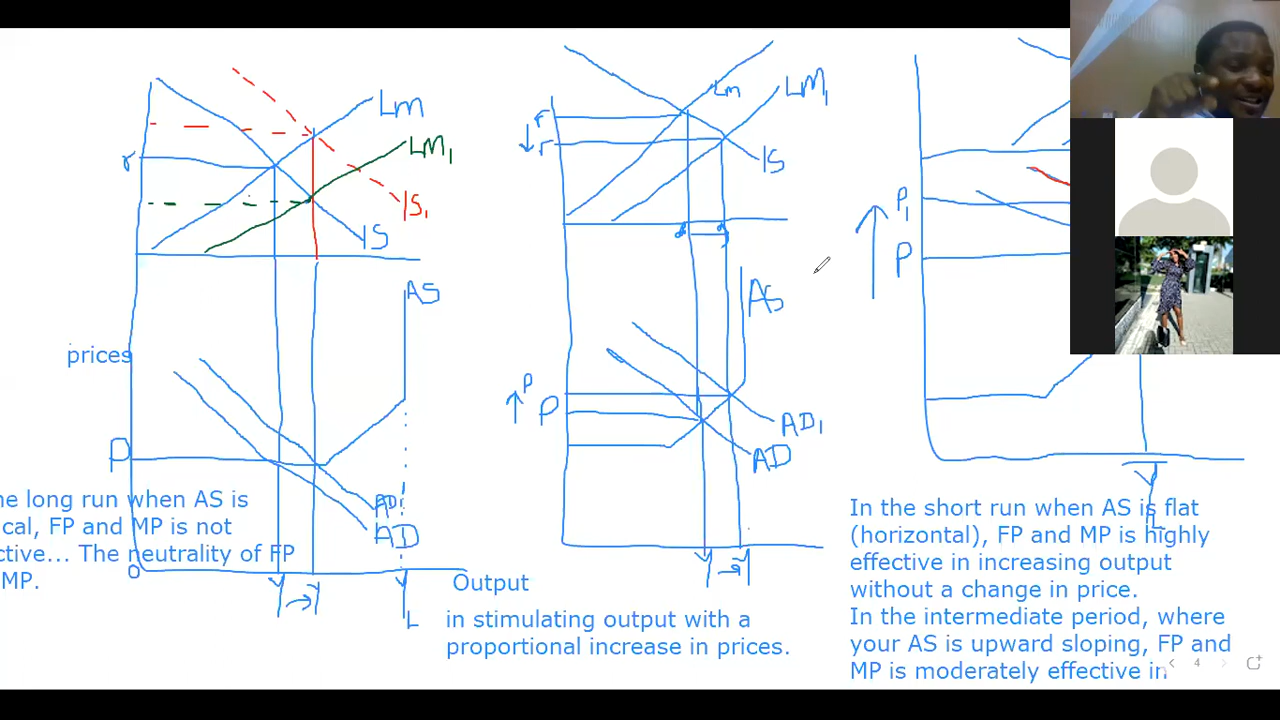 LM
LM1
r
IS1
IS
AS
prices
P
AD1
AD
he long run when AS is
ical, FP and MP is not
ctive... The neutrality of FP
MP.
0
Y
Y
Y
L
Output
Lm
LM1
r
r
IS
AS
P
P
AD1
AD
Y
Y
in stimulating output with a
proportional increase in prices.
P1
P
Y
L
In the short run when AS is flat
(horizontal), FP and MP is highly
effective in increasing output
without a change in price.
In the intermediate period, where
your AS is upward sloping, FP and
MP is moderately effective in
4